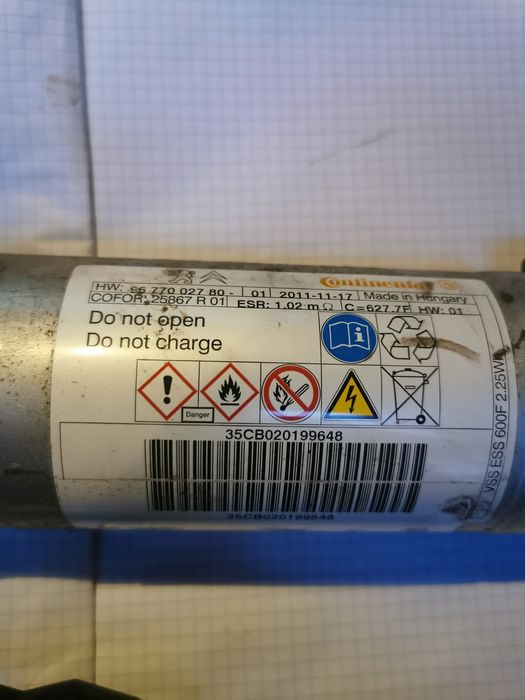 Continental
HW: 96 770 027 80 - 01 2011-11-17 Made in Hungary
COFOR: 25867 R 01 ESR: 1.02 m Ω C=627.7F HW: 01
Do not open
Do not charge
Danger
35CB020199648
35CB020199648
VSS ESS 600F 2.25W